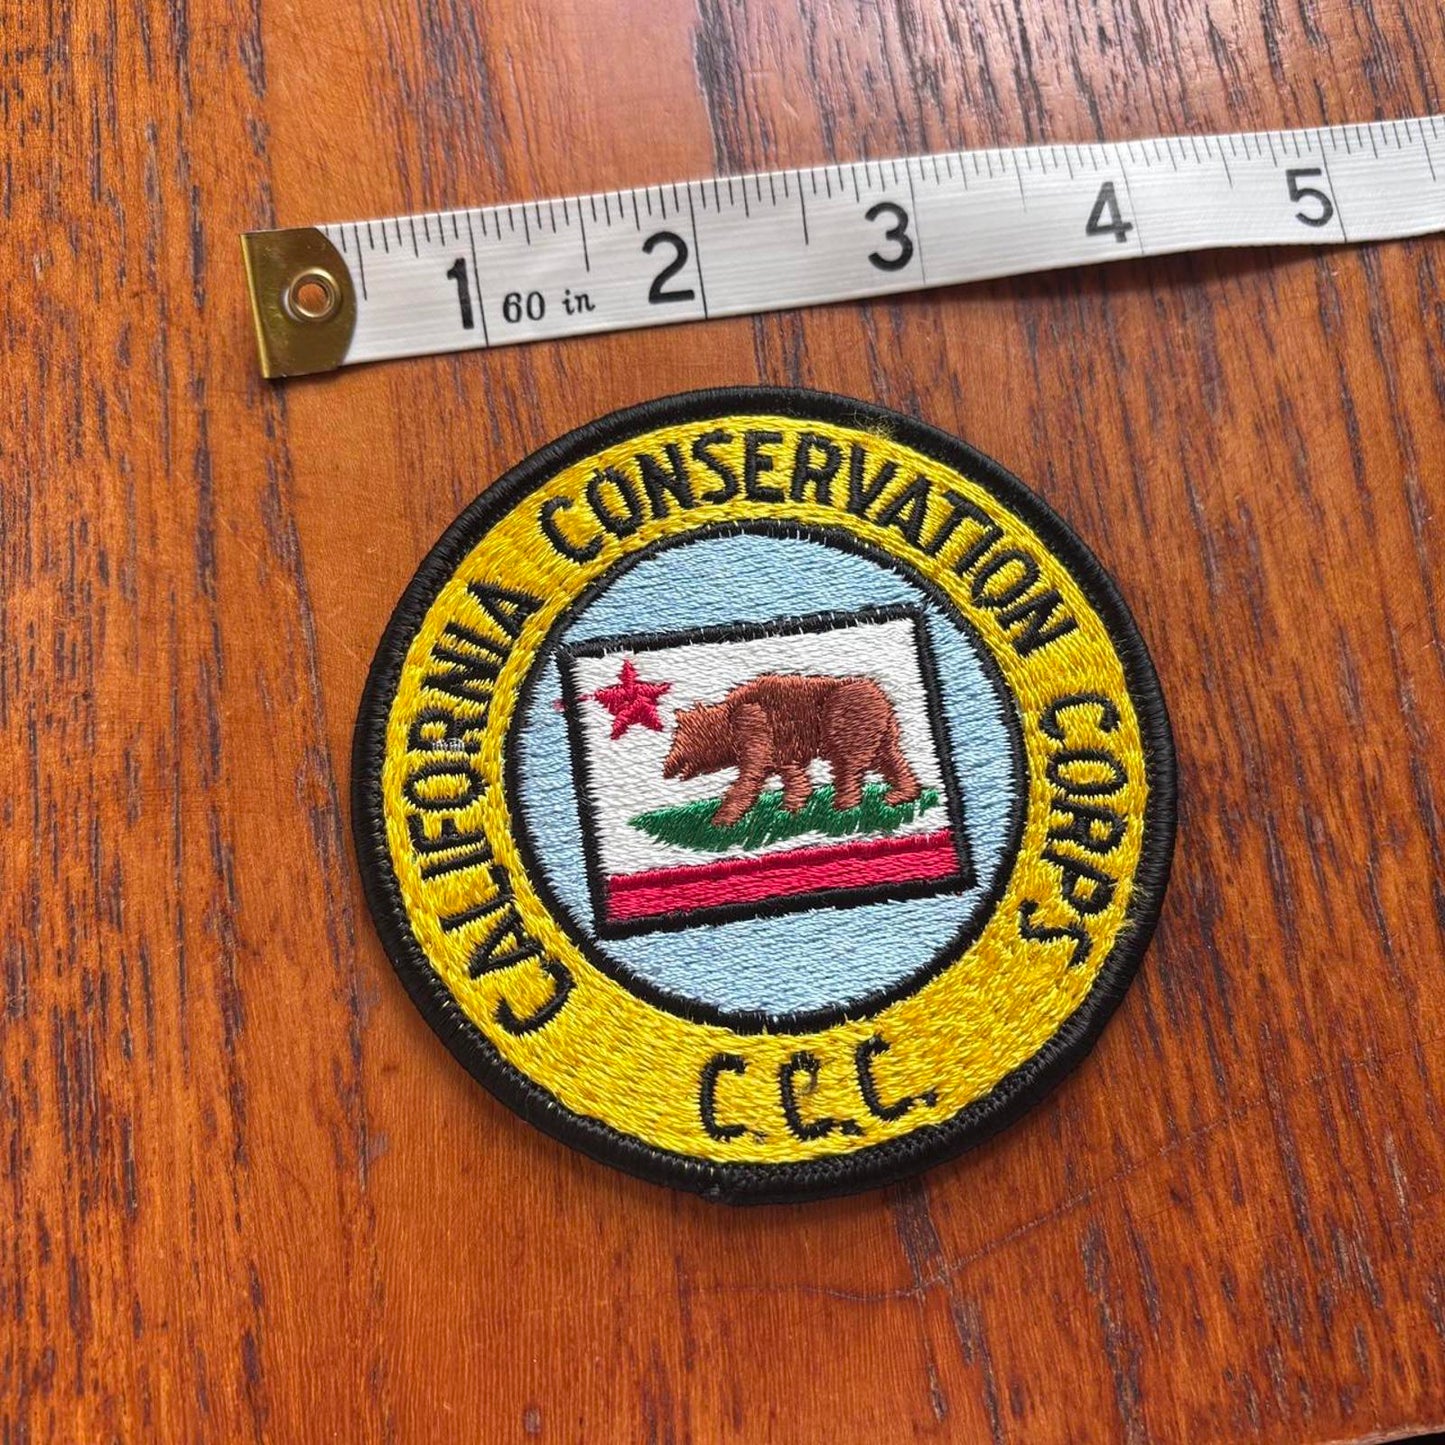 1 60 in 2 3 4 5
CALIFORNIA CONSERVATION CORPS
C.C.C.